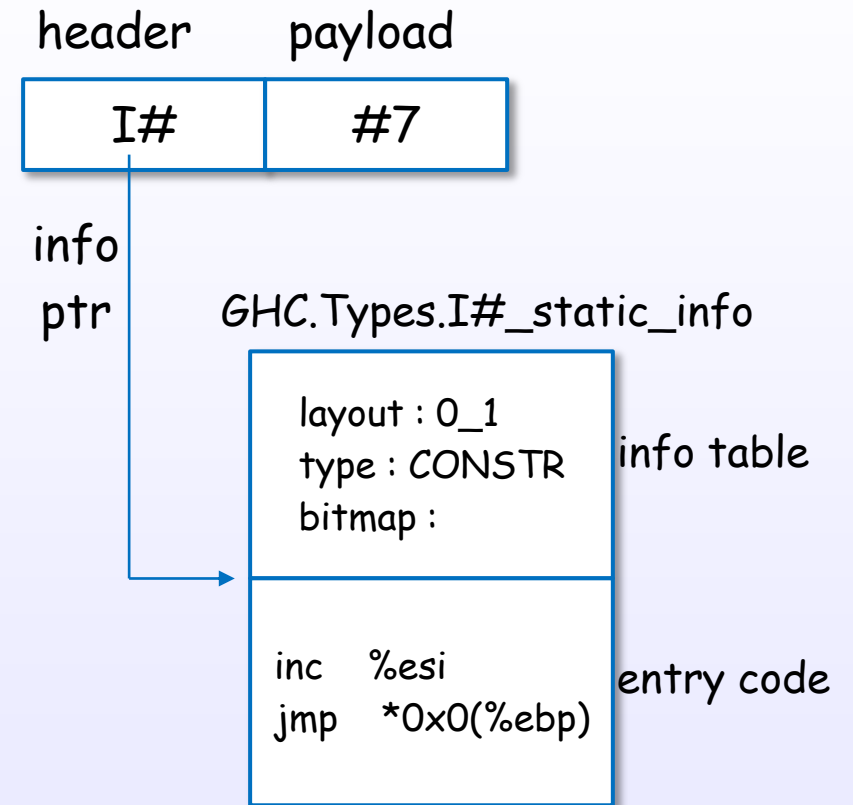 header payload
I# #7
info
ptr
GHC.Types.I#_static_info
layout : 0_1
type : CONSTR
bitmap :
info table
inc %esi
jmp *0x0(%ebp)
entry code